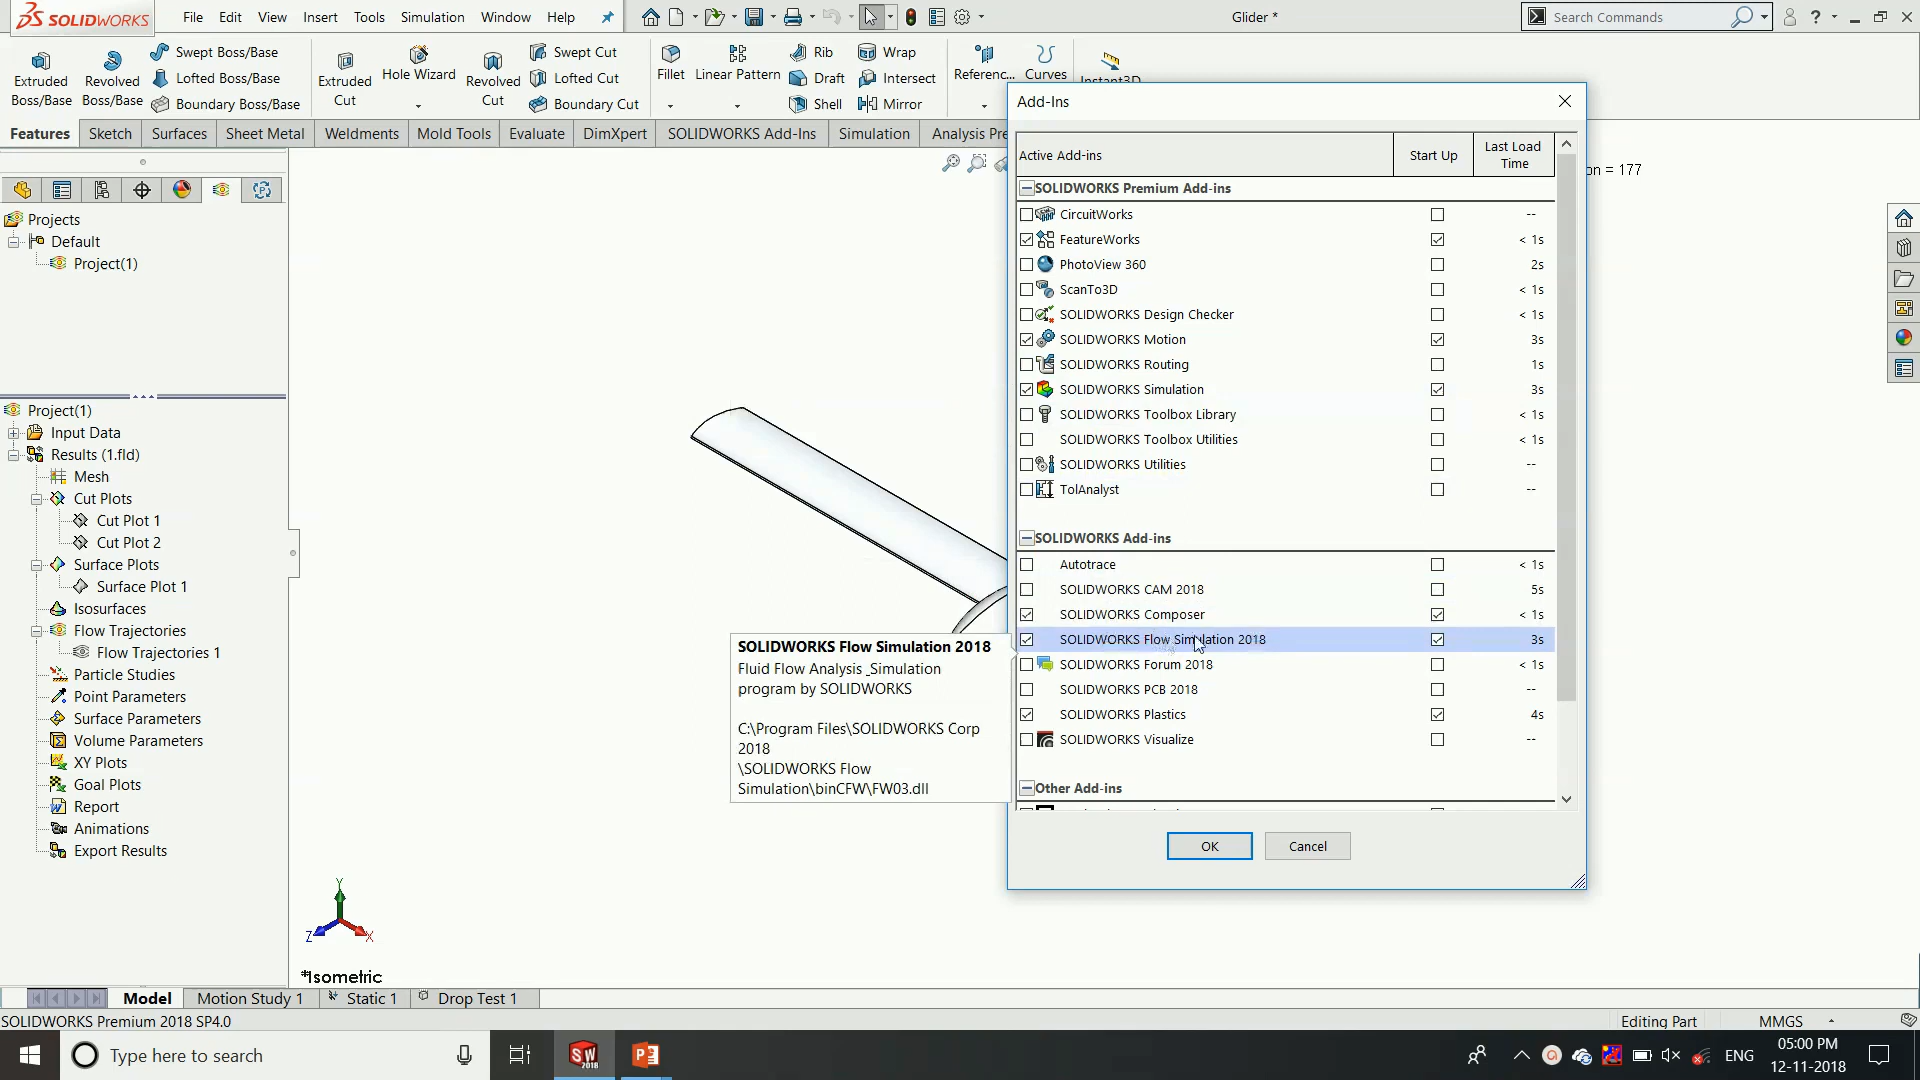 SOLIDWORKS
File Edit View Insert Tools Simulation Window Help
Glider *
Search Commands
Extruded Boss/Base
Revolved Boss/Base
Swept Boss/Base
Lofted Boss/Base
Boundary Boss/Base
Extruded Cut
Hole Wizard
Revolved Cut
Swept Cut
Lofted Cut
Boundary Cut
Fillet
Linear Pattern
Rib
Draft
Shell
Wrap
Intersect
Mirror
Referenc...
Curves
Instant3D
Features Sketch Surfaces Sheet Metal Weldments Mold Tools Evaluate DimXpert SOLIDWORKS Add-Ins Simulation Analysis Pre
on = 177
Projects
Default
Project(1)
Project(1)
Input Data
Results (1.fld)
Mesh
Cut Plots
Cut Plot 1
Cut Plot 2
Surface Plots
Surface Plot 1
Isosurfaces
Flow Trajectories
Flow Trajectories 1
Particle Studies
Point Parameters
Surface Parameters
Volume Parameters
XY Plots
Goal Plots
Report
Animations
Export Results
Add-Ins
Active Add-ins Start Up Last Load Time
SOLIDWORKS Premium Add-ins
CircuitWorks --
FeatureWorks < 1s
PhotoView 360 2s
ScanTo3D < 1s
SOLIDWORKS Design Checker < 1s
SOLIDWORKS Motion 3s
SOLIDWORKS Routing 1s
SOLIDWORKS Simulation 3s
SOLIDWORKS Toolbox Library < 1s
SOLIDWORKS Toolbox Utilities < 1s
SOLIDWORKS Utilities --
TolAnalyst --
SOLIDWORKS Add-ins
Autotrace < 1s
SOLIDWORKS CAM 2018 5s
SOLIDWORKS Composer < 1s
SOLIDWORKS Flow Simulation 2018 3s
SOLIDWORKS Forum 2018 < 1s
SOLIDWORKS PCB 2018 --
SOLIDWORKS Plastics 4s
SOLIDWORKS Visualize --
Other Add-ins
OK Cancel
SOLIDWORKS Flow Simulation 2018
Fluid Flow Analysis _Simulation
program by SOLIDWORKS
C:\Program Files\SOLIDWORKS Corp
2018
\SOLIDWORKS Flow
Simulation\binCFW\FW03.dll
Y
Z X
*Isometric
Model Motion Study 1 Static 1 Drop Test 1
SOLIDWORKS Premium 2018 SP4.0
Editing Part MMGS
Type here to search
SW
2018
ENG
05:00 PM
12-11-2018